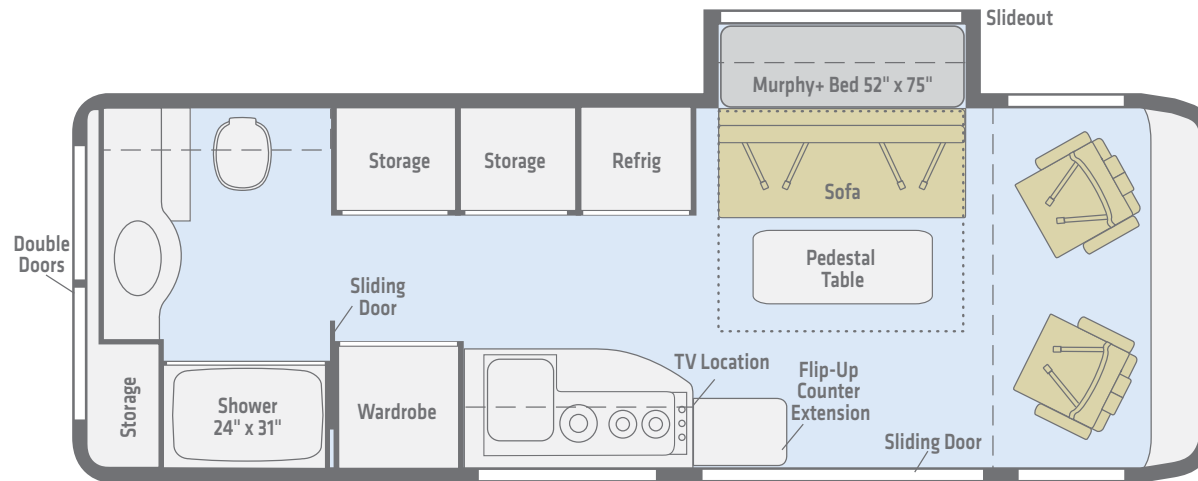 Slideout
Murphy+ Bed 52" x 75"
Storage
Storage
Refrig
Sofa
Double
Doors
Pedestal
Table
Sliding
Door
TV Location
Flip-Up
Counter
Extension
Storage
Shower
24" x 31"
Wardrobe
Sliding Door